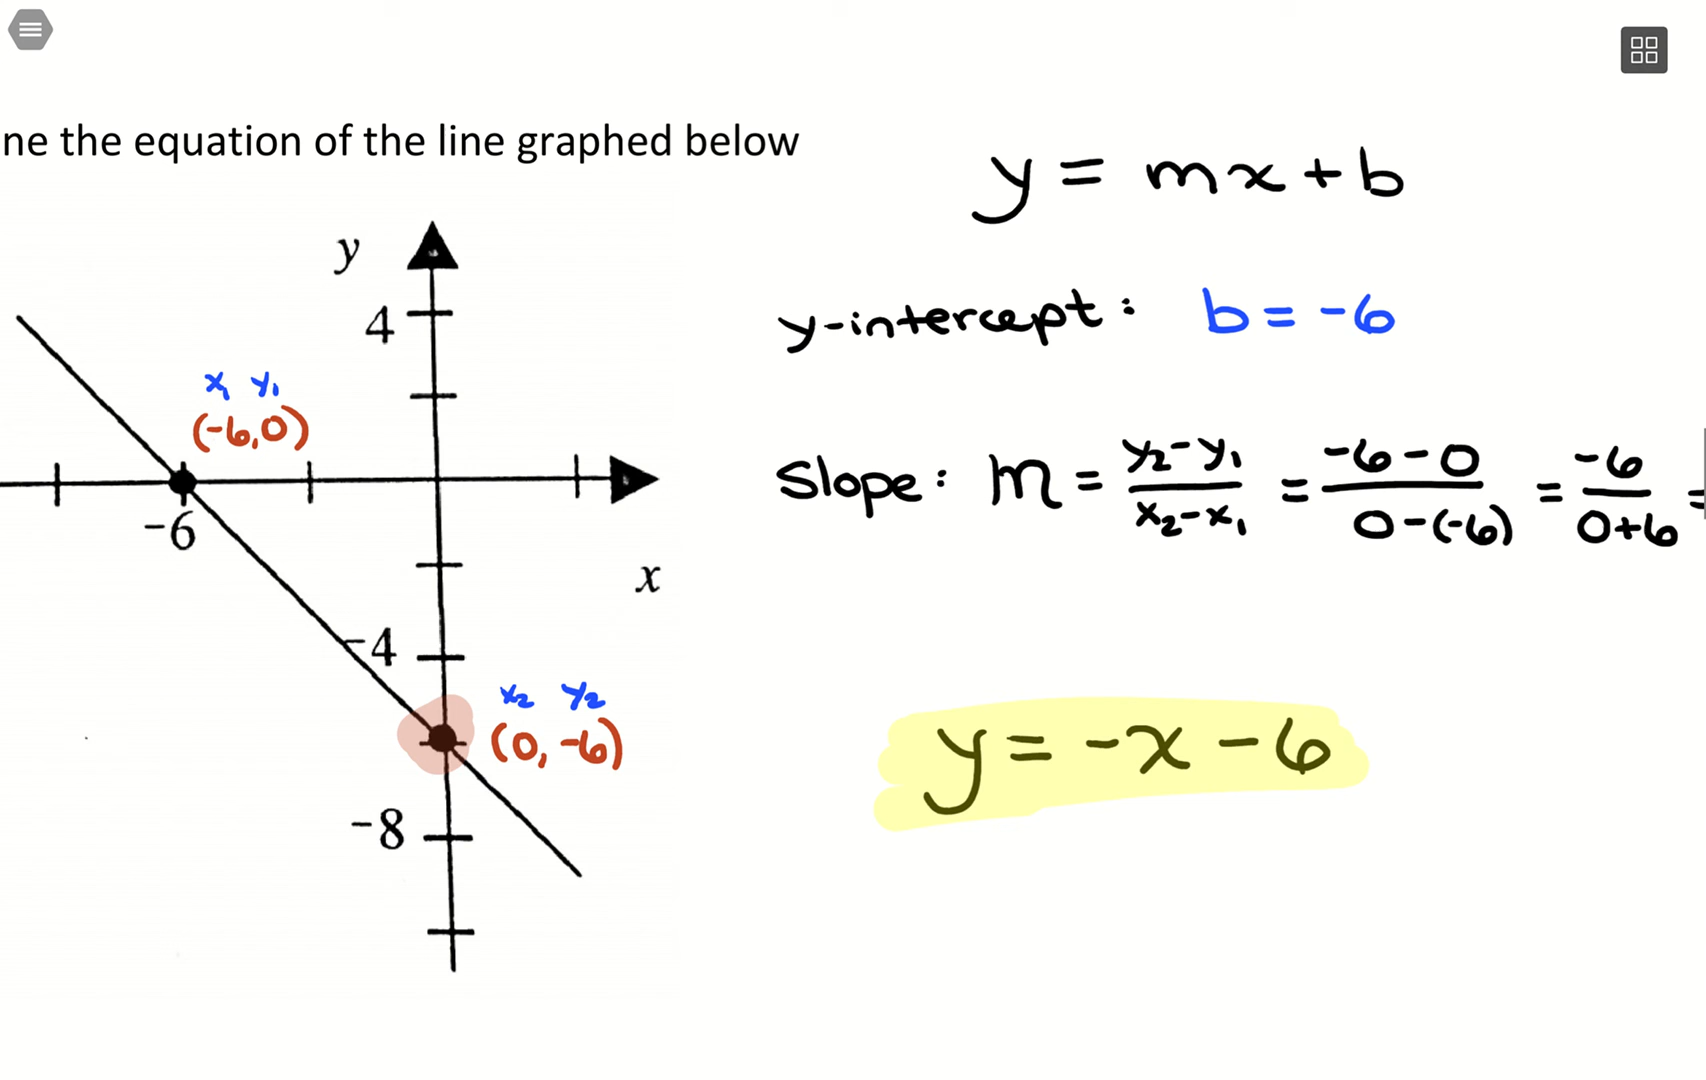 ne the equation of the line graphed below
y = mx + b
y
4
y-intercept: b = -6
x₁ y₁
(-6,0)
Slope: m = y₂-y₁ / x₂-x₁ = -6-0 / 0-(-6) = -6 / 0+6 =
-6
x
-4
x₂ y₂
(0, -6)
y = -x - 6
-8